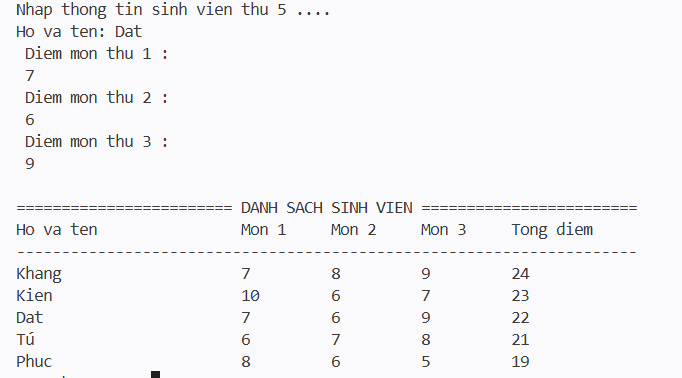 Nhap thong tin sinh vien thu 5 ....
Ho va ten: Dat
 Diem mon thu 1 :
 7
 Diem mon thu 2 :
 6
 Diem mon thu 3 :
 9

======================== DANH SACH SINH VIEN ========================
Ho va ten                Mon 1     Mon 2     Mon 3     Tong diem
---------------------------------------------------------------------
Khang                    7         8         9         24
Kien                     10        6         7         23
Dat                      7         6         9         22
Tú                       6         7         8         21
Phuc                     8         6         5         19